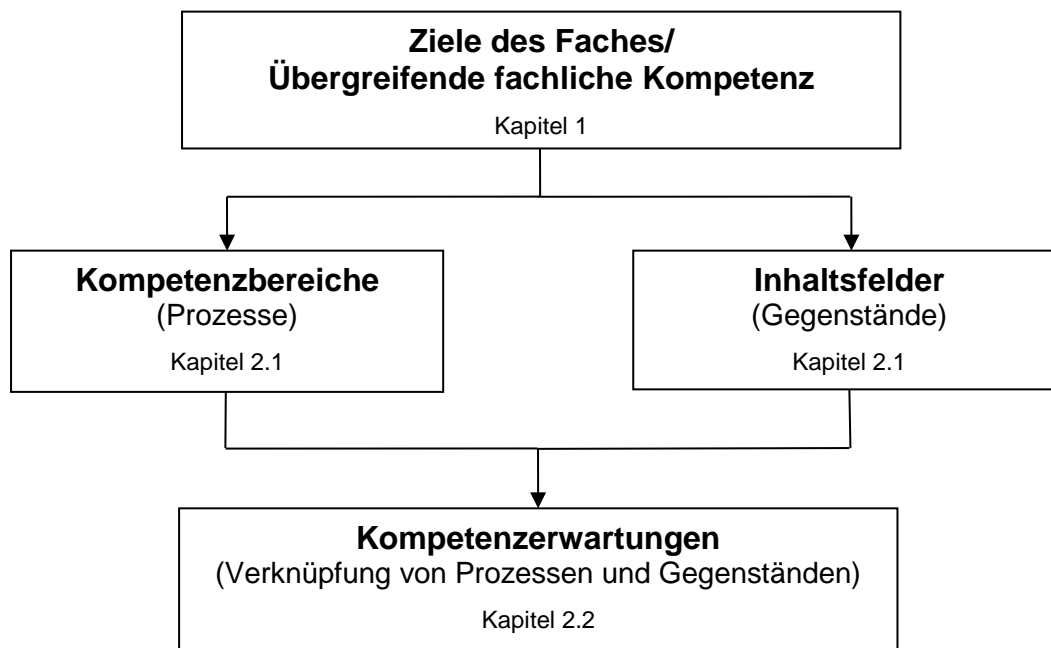 Ziele des Faches/
Übergreifende fachliche Kompetenz
Kapitel 1
Kompetenzbereiche
(Prozesse)
Kapitel 2.1
Inhaltsfelder
(Gegenstände)
Kapitel 2.1
Kompetenzerwartungen
(Verknüpfung von Prozessen und Gegenständen)
Kapitel 2.2